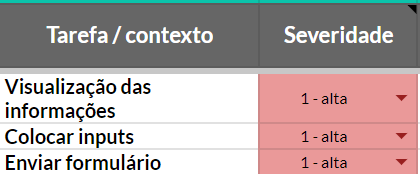 Tarefa / contexto Severidade
Visualização das
informações 1 - alta
Colocar inputs 1 - alta
Enviar formulário 1 - alta